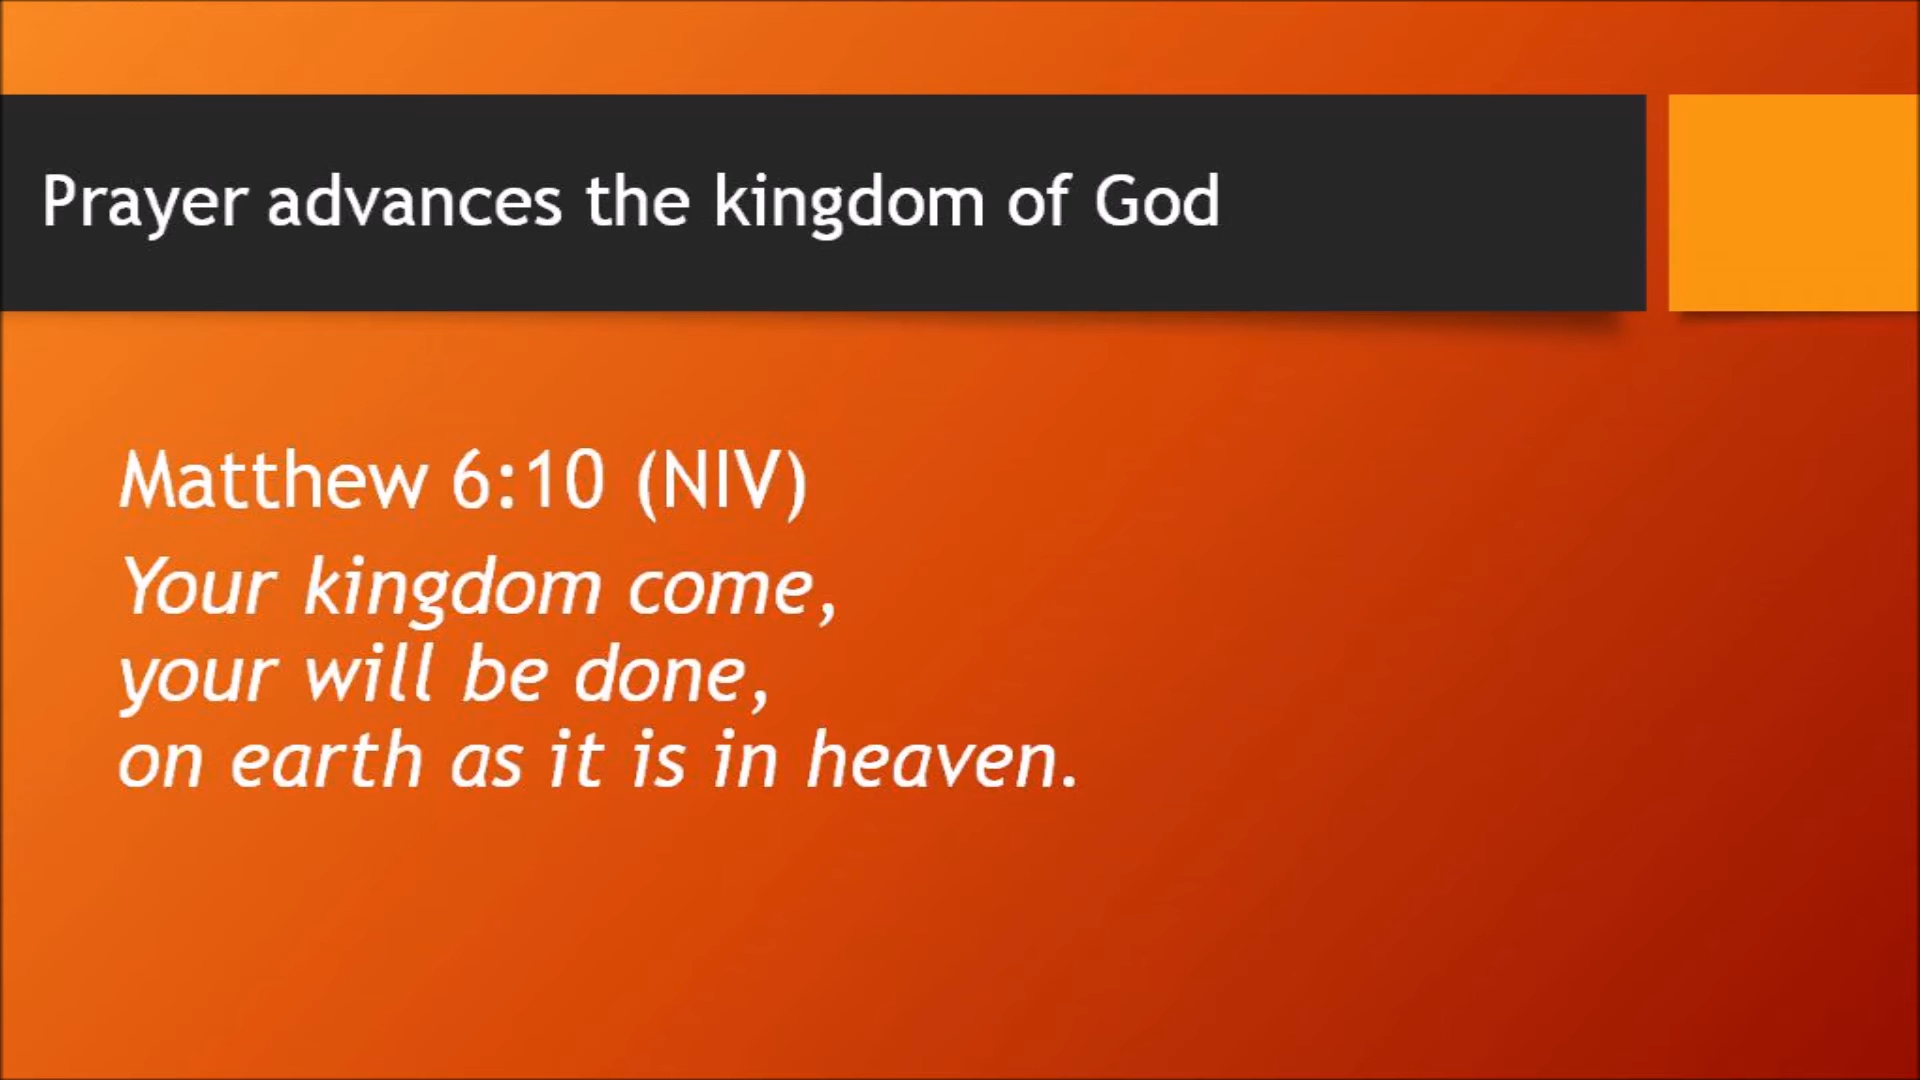 Prayer advances the kingdom of God
Matthew 6:10 (NIV)
Your kingdom come,
your will be done,
on earth as it is in heaven.